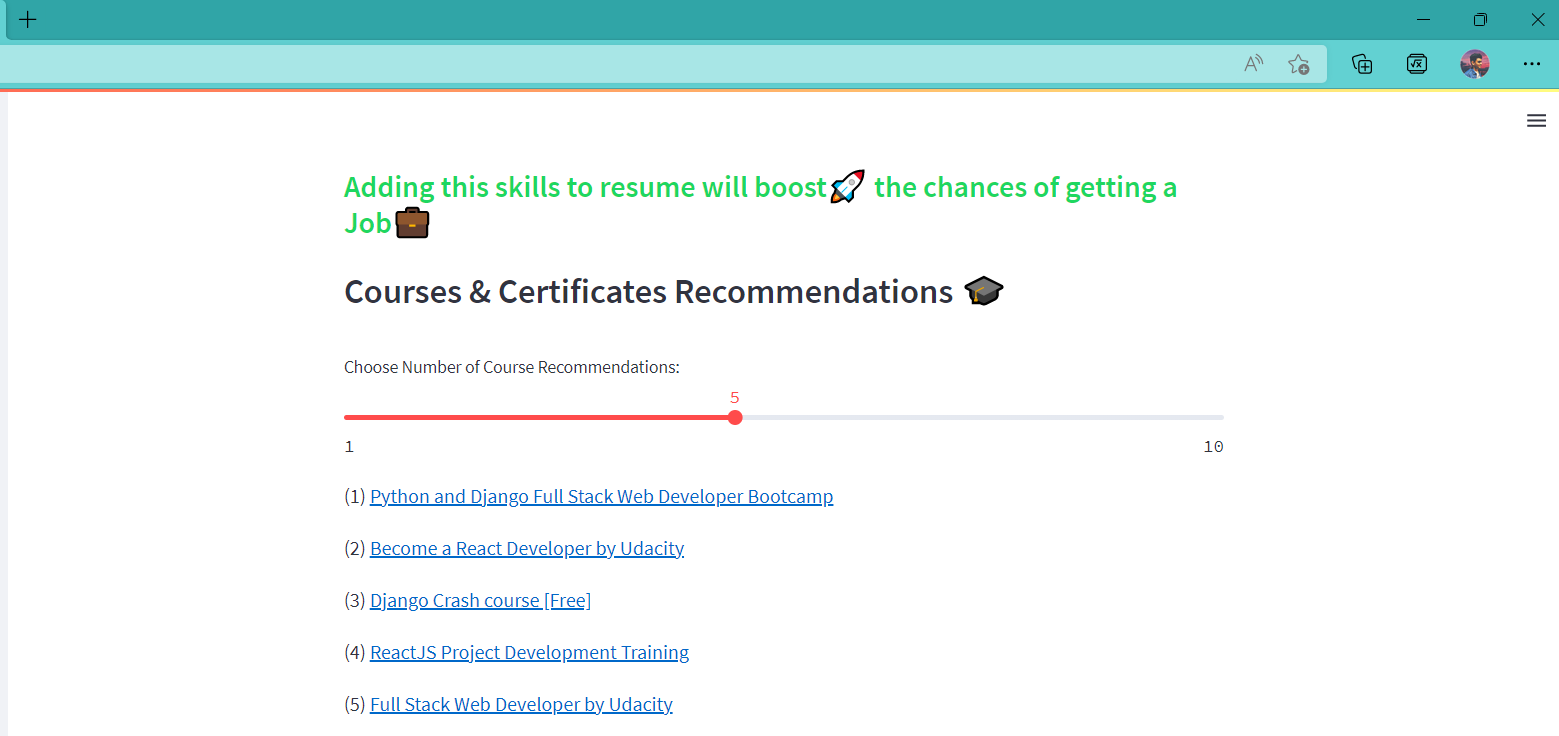 Adding this skills to resume will boost🚀 the chances of getting a
Job💼
Courses & Certificates Recommendations 🎓
Choose Number of Course Recommendations:
5
1 10
(1) Python and Django Full Stack Web Developer Bootcamp
(2) Become a React Developer by Udacity
(3) Django Crash course [Free]
(4) ReactJS Project Development Training
(5) Full Stack Web Developer by Udacity